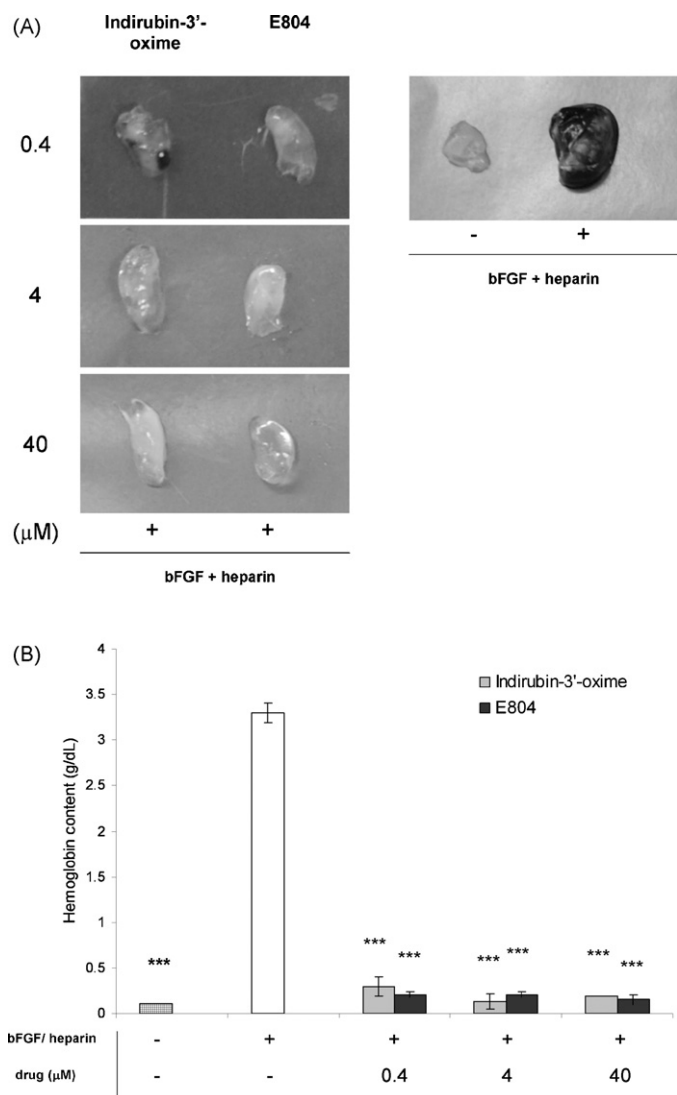 (A)
Indirubin-3'-
oxime
E804
0.4
4
40
(μM)
+ +
bFGF + heparin
- +
bFGF + heparin
(B)
Hemoglobin content (g/dL)
4
3.5
3
2.5
2
1.5
1
0.5
0
Indirubin-3'-oxime
E804
***
*** ***
*** ***
*** ***
bFGF/ heparin - + + + +
drug (μM) - - 0.4 4 40